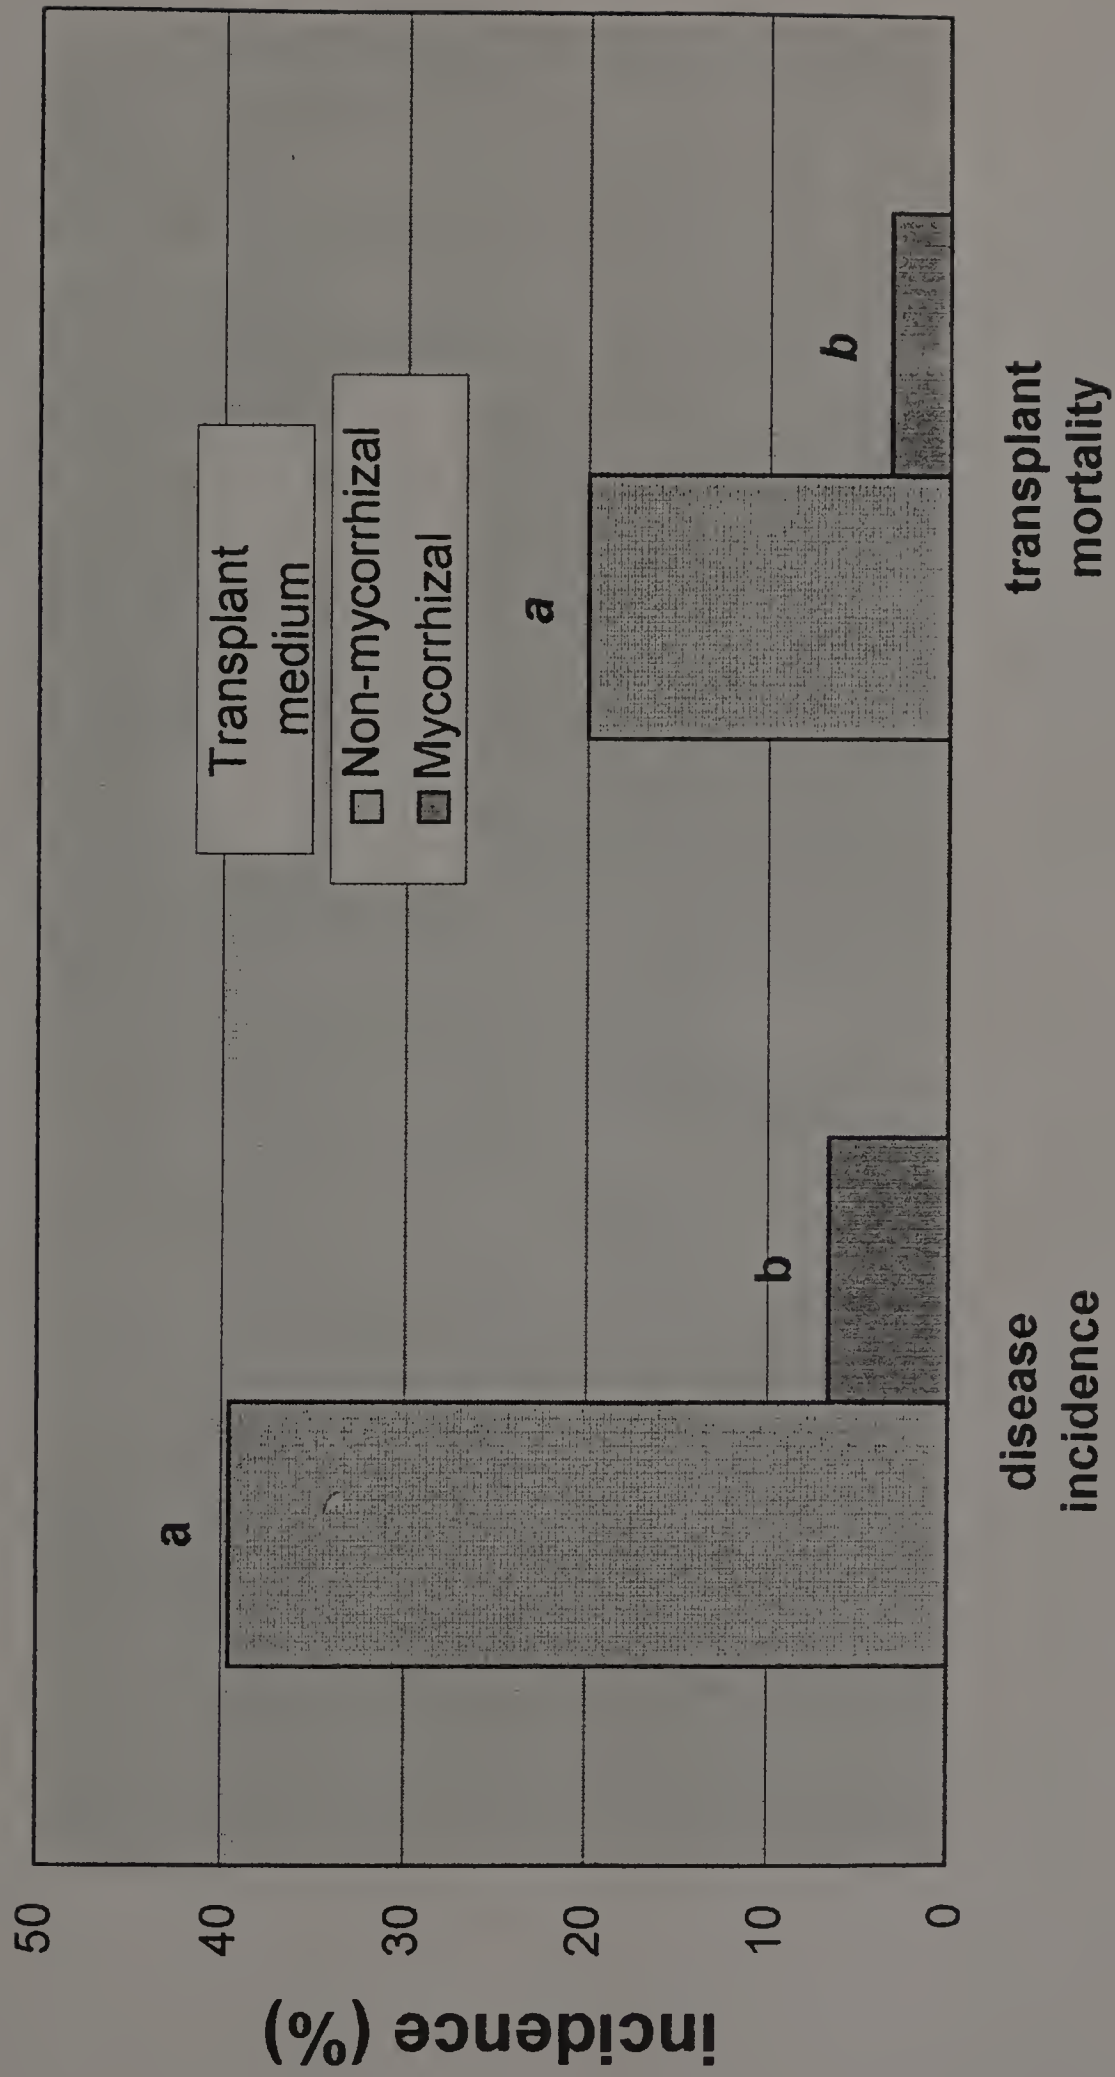 incidence (%)
50
40
30
20
10
0
Transplant
medium
Non-mycorrhizal
Mycorrhizal
a
b
a
b
disease
incidence
transplant
mortality